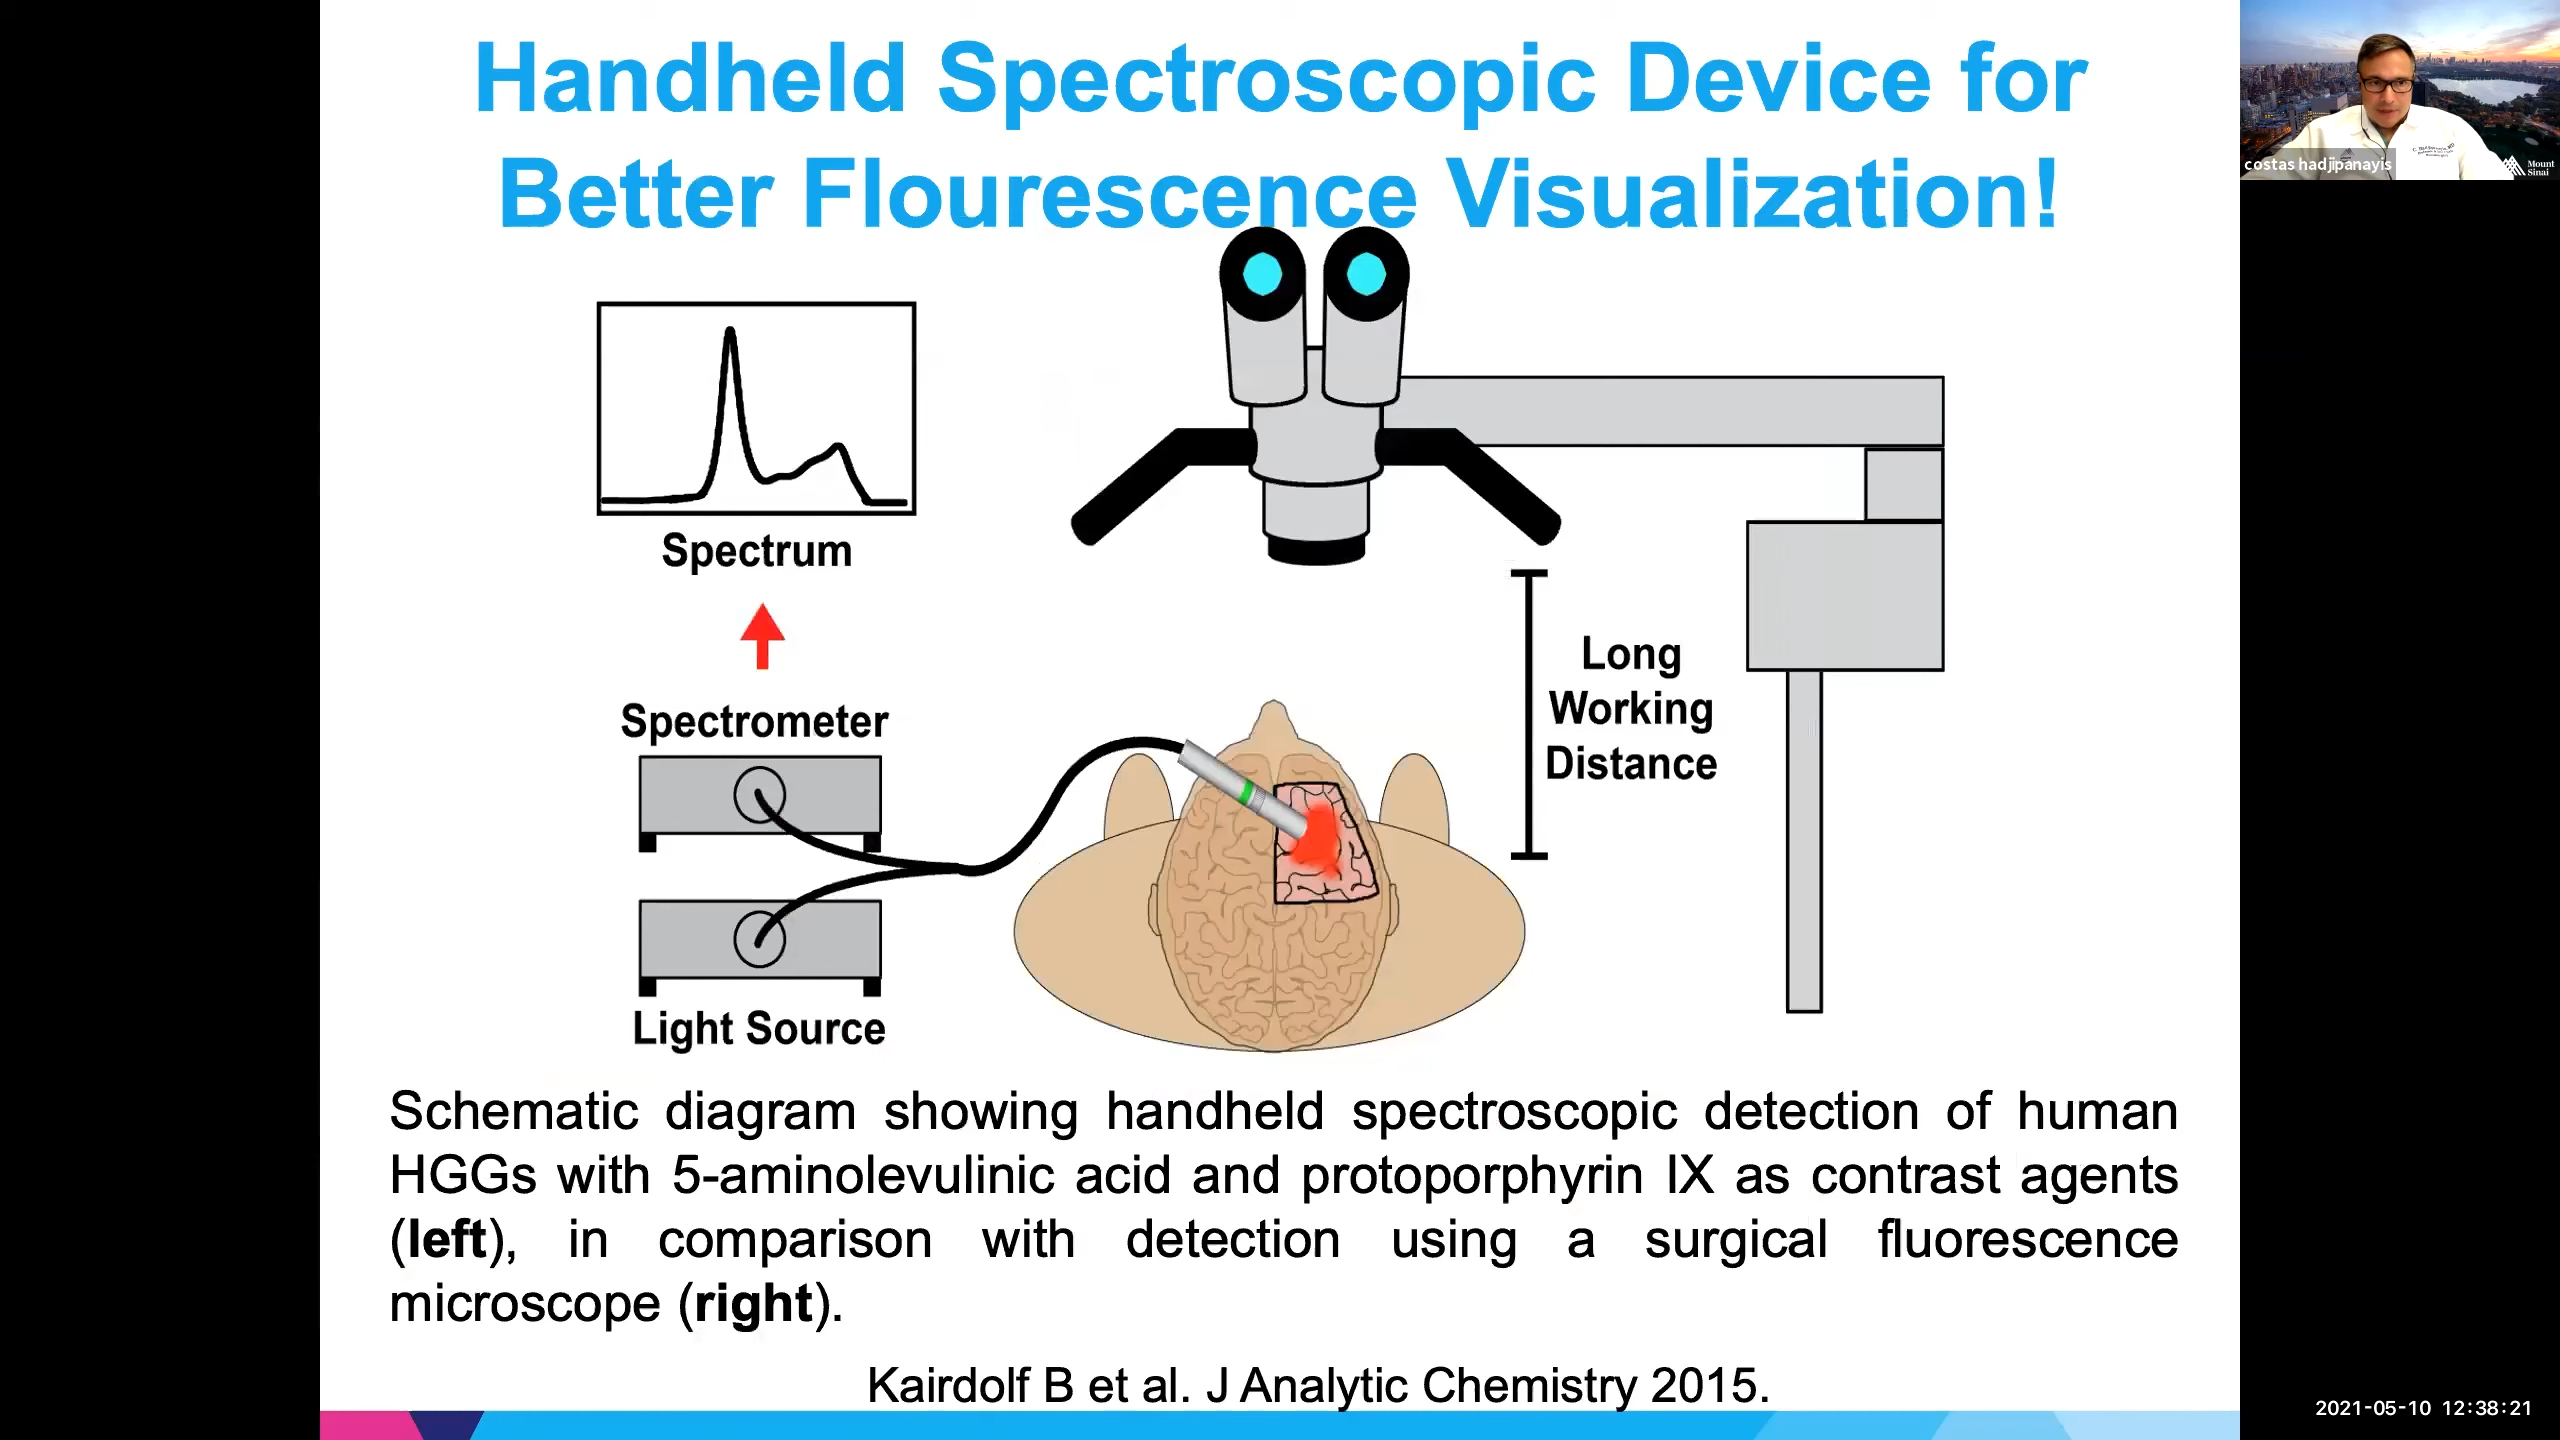 Handheld Spectroscopic Device for
Better Flourescence Visualization!
costas hadjipanayis
Mount
Sinai
Spectrum
Spectrometer
Light Source
Long
Working
Distance
Schematic diagram showing handheld spectroscopic detection of human
HGGs with 5-aminolevulinic acid and protoporphyrin IX as contrast agents
(left), in comparison with detection using a surgical fluorescence
microscope (right).
Kairdolf B et al. J Analytic Chemistry 2015.
2021-05-10 12:38:21